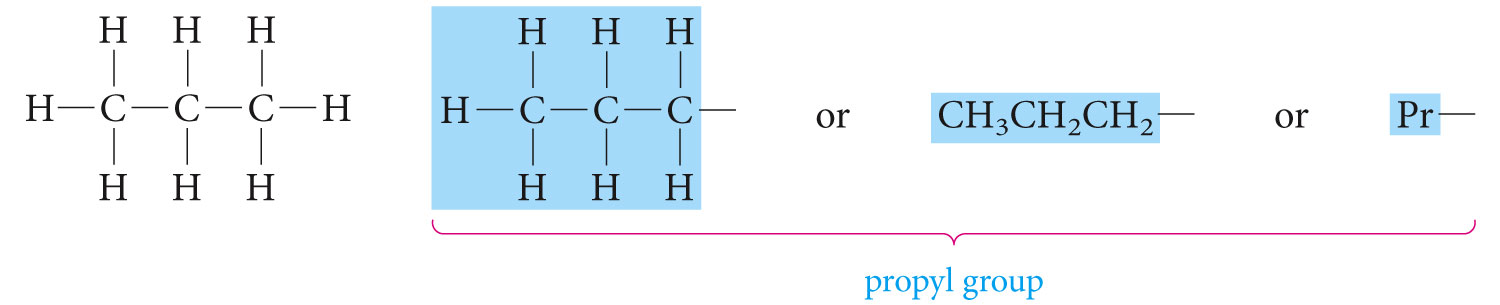 H H H H H H
H—C—C—C—H H—C—C—C— or CH₃CH₂CH₂— or Pr—
H H H H H H
propyl group